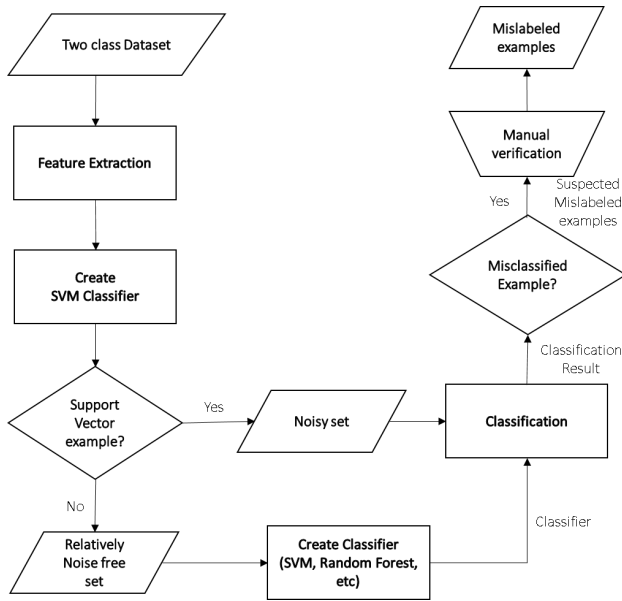 Two class Dataset
Feature Extraction
Create
SVM Classifier
Support
Vector
example?
Yes
No
Noisy set
Relatively
Noise free
set
Create Classifier
(SVM, Random Forest,
etc)
Classifier
Classification
Classification
Result
Misclassified
Example?
Yes
Suspected
Mislabeled
examples
Manual
verification
Mislabeled
examples